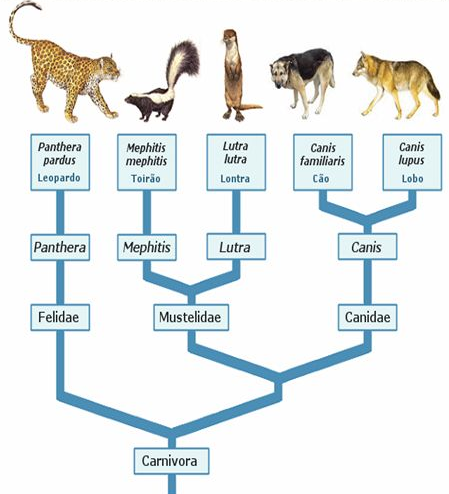 Panthera
pardus
Leopardo
Mephitis
mephitis
Toirão
Lutra
lutra
Lontra
Canis
familiaris
Cão
Canis
lupus
Lobo
Panthera
Mephitis
Lutra
Canis
Felidae
Mustelidae
Canidae
Carnivora